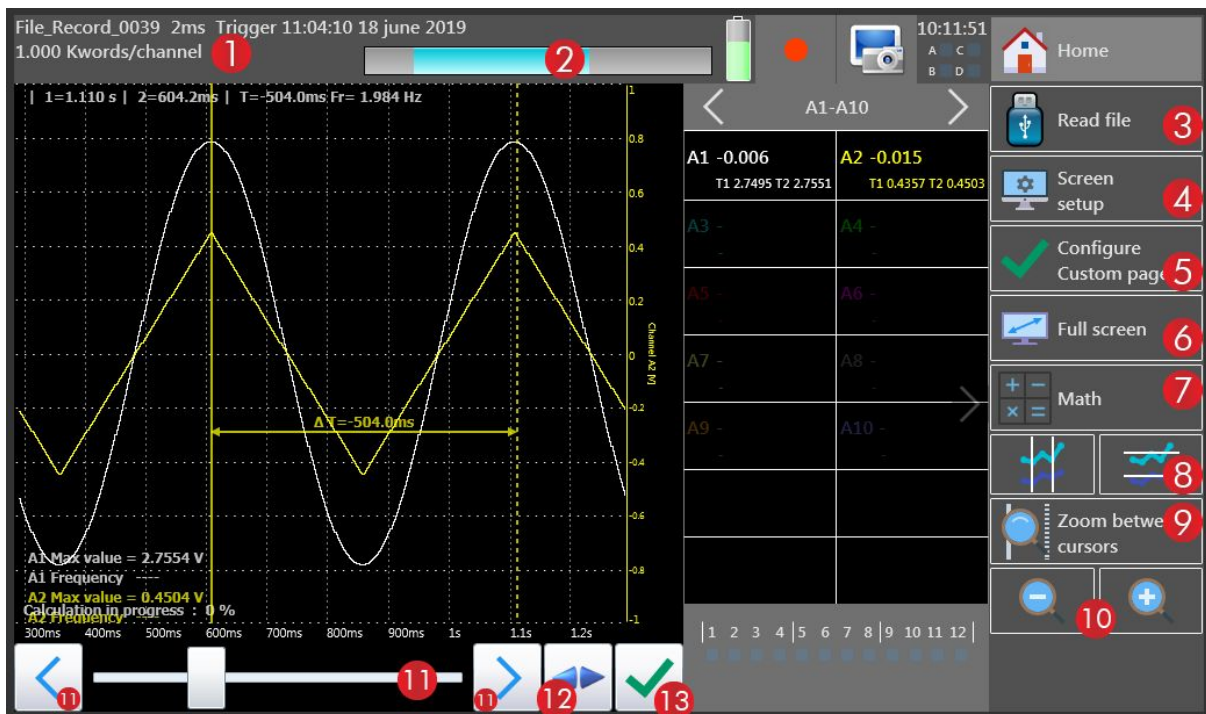 File_Record_0039 2ms Trigger 11:04:10 18 june 2019
1.000 Kwords/channel
1
2
10:11:51
A C
B D
Home
| 1=1.110 s | 2=604.2ms | T=-504.0ms Fr= 1.984 Hz
1
0.8
0.6
0.4
0.2
0
-0.2
-0.4
-0.6
-0.8
-1
Channel A2 [V]
ΔT=-504.0ms
A1 Max value = 2.7554 V
A1 Frequency ----
A2 Max value = 0.4504 V
Calculation in progress : 0 %
A2 Frequency ----
300ms 400ms 500ms 600ms 700ms 800ms 900ms 1s 1.1s 1.2s
A1-A10
A1 -0.006
T1 2.7495 T2 2.7551
A2 -0.015
T1 0.4357 T2 0.4503
A3 -
-
A4 -
-
A5 -
-
A6 -
-
A7 -
-
A8 -
-
A9 -
-
A10 -
-
1 2 3 4 5 6 7 8 9 10 11 12
Read file
3
Screen
setup
4
Configure
Custom page
5
Full screen
6
Math
7
8
Zoom betwe
cursors
9
10
11
11
11
12
13